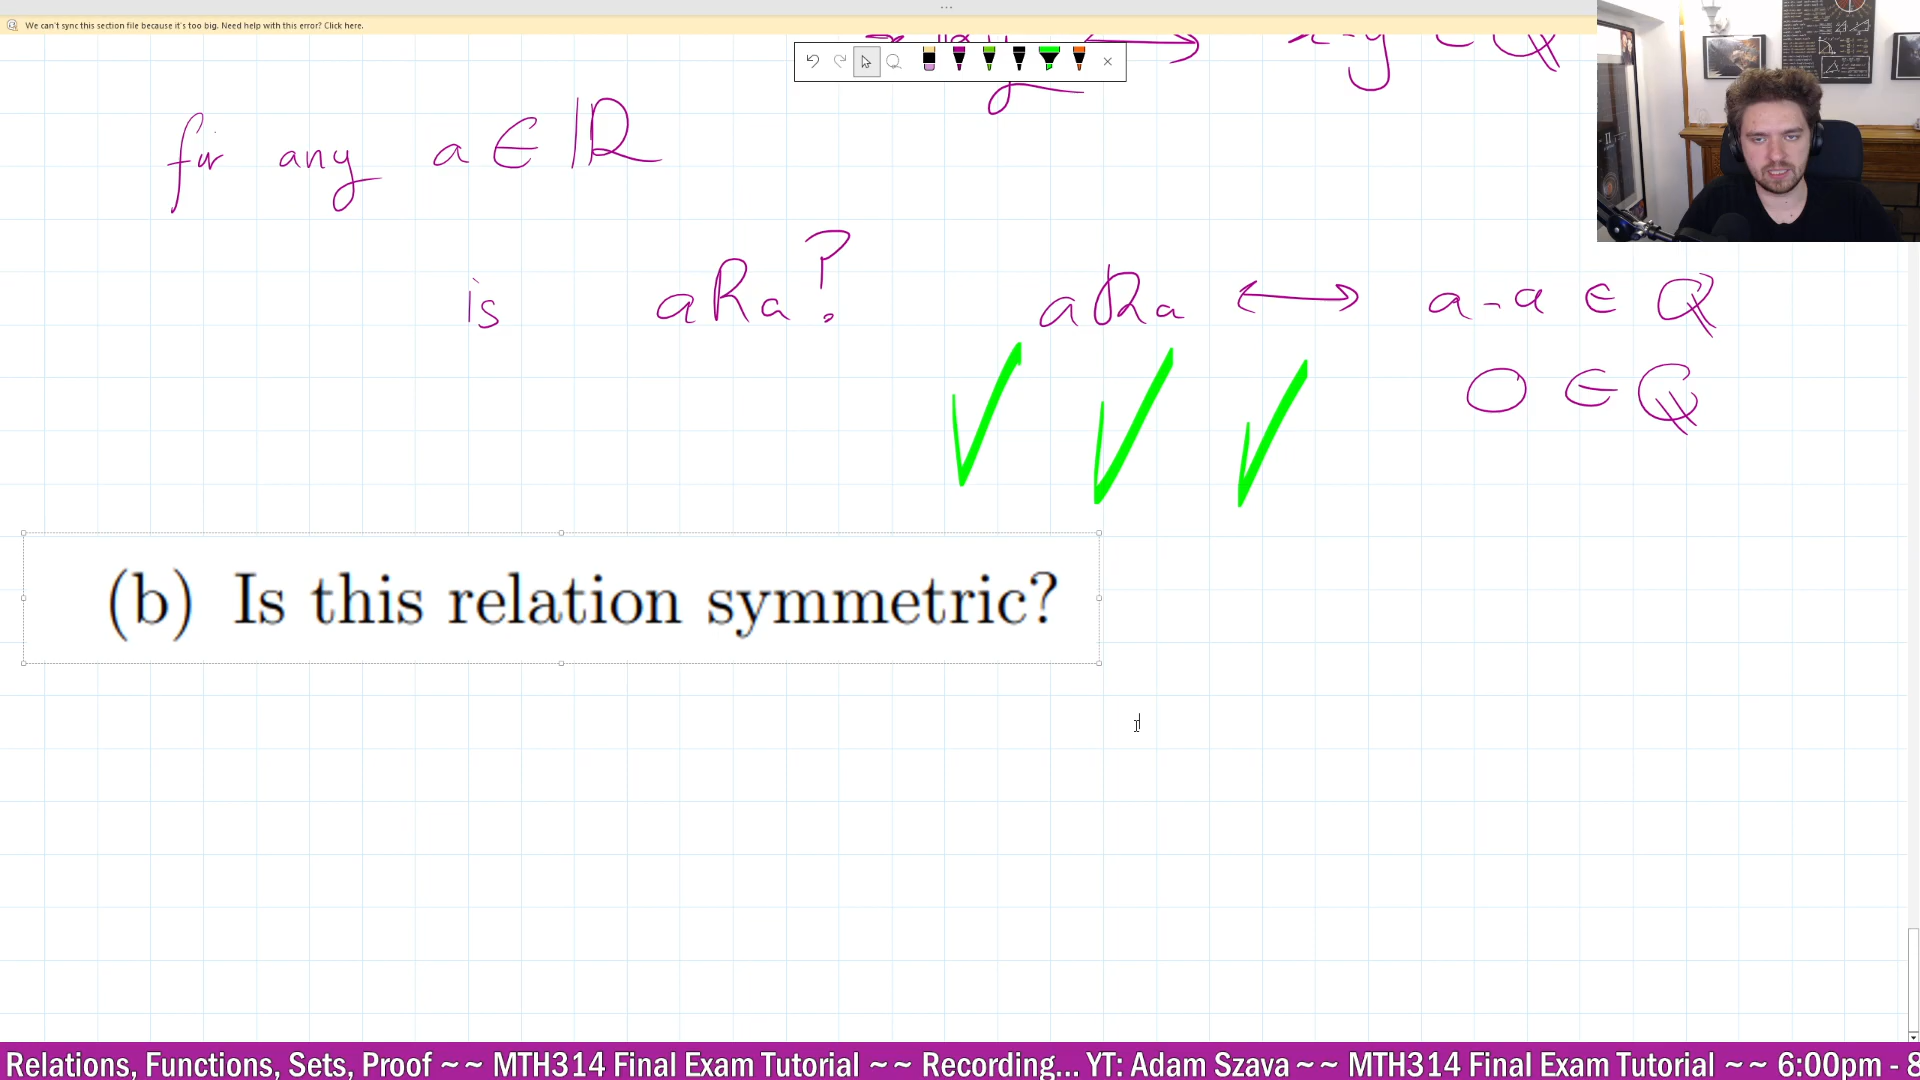 We can't sync this section file because it's too big. Need help with this error? Click here.
x-y ∈ ℚ
for any a ∈ ℝ
is aRa? aRa ↔ a-a ∈ ℚ
0 ∈ ℚ
(b) Is this relation symmetric?
Relations, Functions, Sets, Proof ~~ MTH314 Final Exam Tutorial ~~ Recording... YT: Adam Szava ~~ MTH314 Final Exam Tutorial ~~ 6:00pm - 8